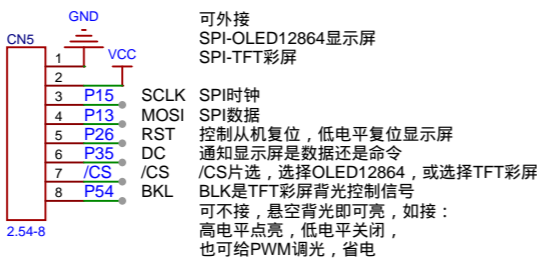 GND
可外接
CN5
SPI-OLED12864显示屏
VCC
SPI-TFT彩屏
1
2
3 P15 SCLK SPI时钟
4 P13 MOSI SPI数据
5 P26 RST 控制从机复位，低电平复位显示屏
6 P35 DC 通知显示屏是数据还是命令
7 /CS /CS /CS片选，选择OLED12864，或选择TFT彩屏
8 P54 BKL BLK是TFT彩屏背光控制信号
可不接，悬空背光即可亮，如接：
2.54-8
高电平点亮，低电平关闭，
也可给PWM调光，省电